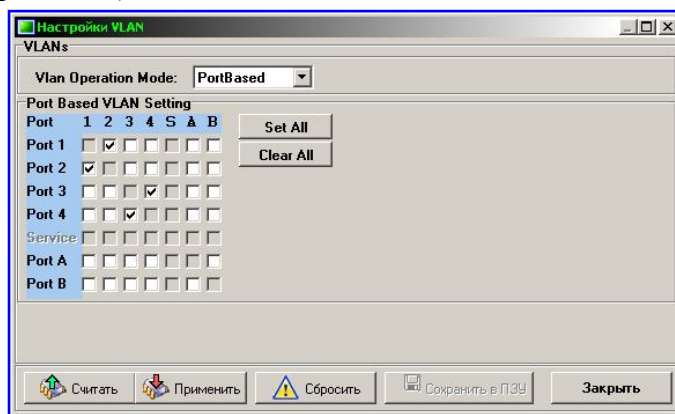 Настройки VLAN
VLANs
Vlan Operation Mode: PortBased
Port Based VLAN Setting
Port 1 2 3 4 S A B
Set All
Port 1
Clear All
Port 2
Port 3
Port 4
Service
Port A
Port B
Считать Применить Сбросить Сохранить в ПЗУ Закрыть